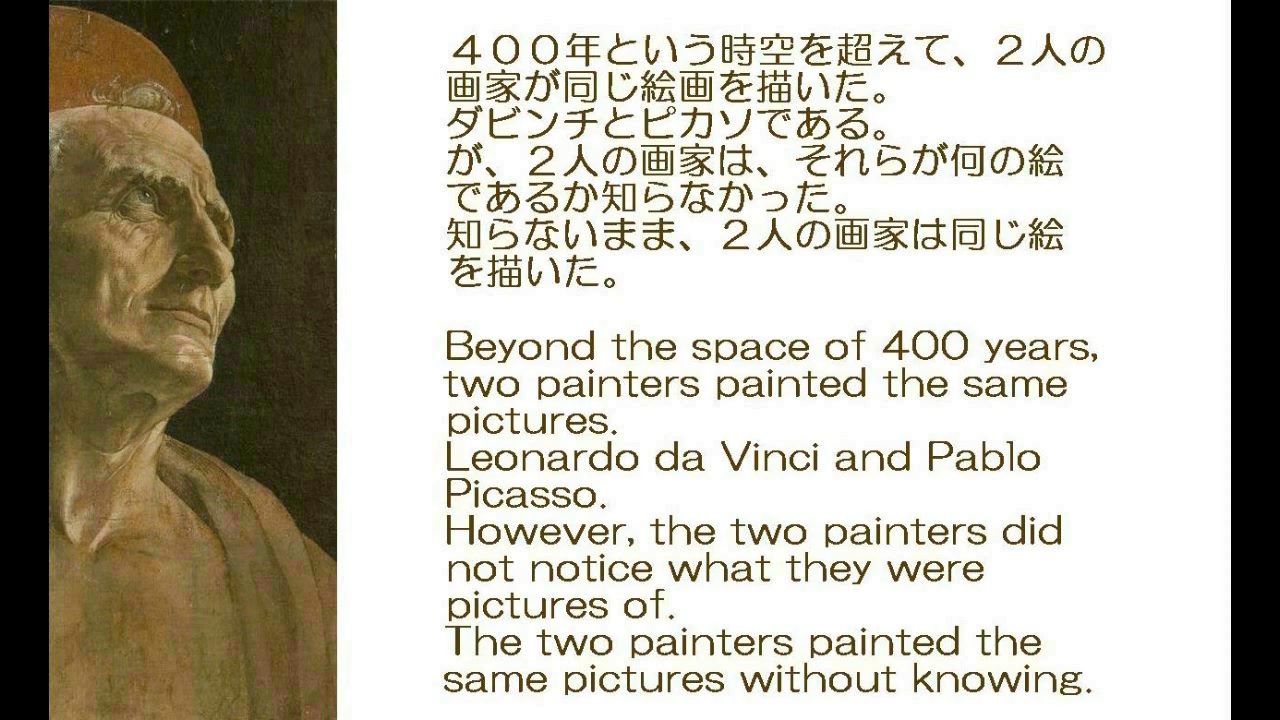 ４００年という時空を超えて、２人の
画家が同じ絵画を描いた。
ダビンチとピカソである。
が、２人の画家は、それらが何の絵
であるか知らなかった。
知らないまま、２人の画家は同じ絵
を描いた。
Beyond the space of 400 years,
two painters painted the same
pictures.
Leonardo da Vinci and Pablo
Picasso.
However, the two painters did
not notice what they were
pictures of.
The two painters painted the
same pictures without knowing.